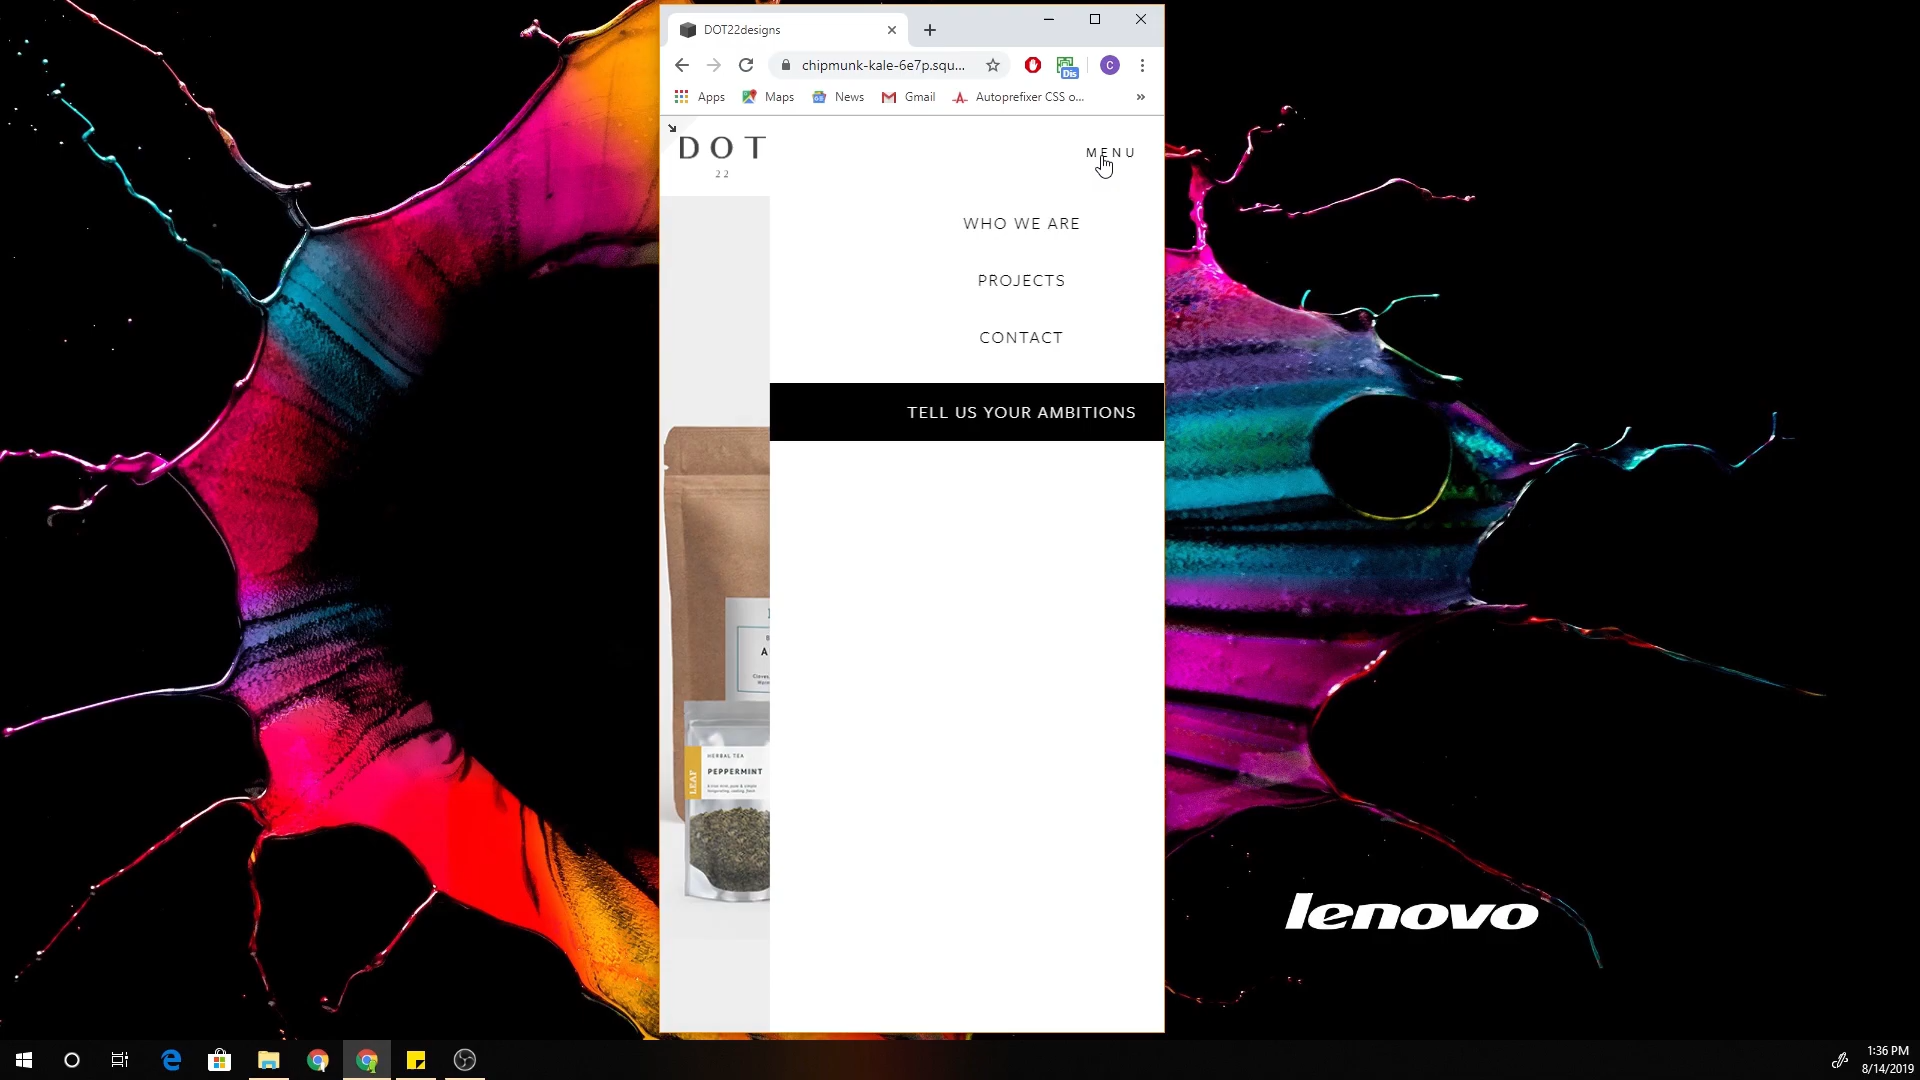 DOT22designs
chipmunk-kale-6e7p.squ...
Dis
C
Apps
Maps
News
Gmail
Autoprefixer CSS o...
»
DOT
22
MENU
WHO WE ARE
PROJECTS
CONTACT
TELL US YOUR AMBITIONS
HERBAL TEA
PEPPERMINT
LEAF
lenovo
1:36 PM
8/14/2019